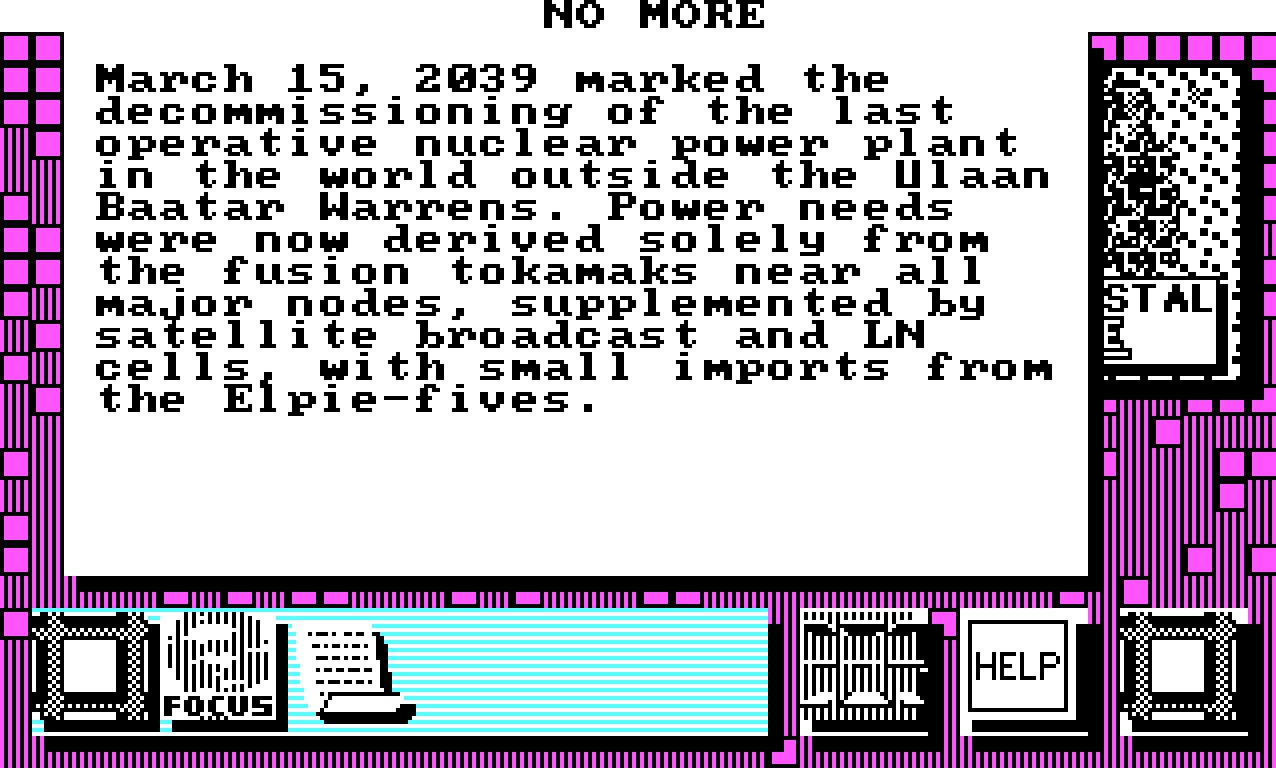 NO MORE
March 15, 2039 marked the
decommissioning of the last
operative nuclear power plant
in the world outside the Ulaan
Baatar Warrens. Power needs
were now derived solely from
the fusion tokamaks near all
major nodes, supplemented by
satellite broadcast and LN
cells, with small imports from
the Elpie-fives.
STAL
E
FOCUS
HELP